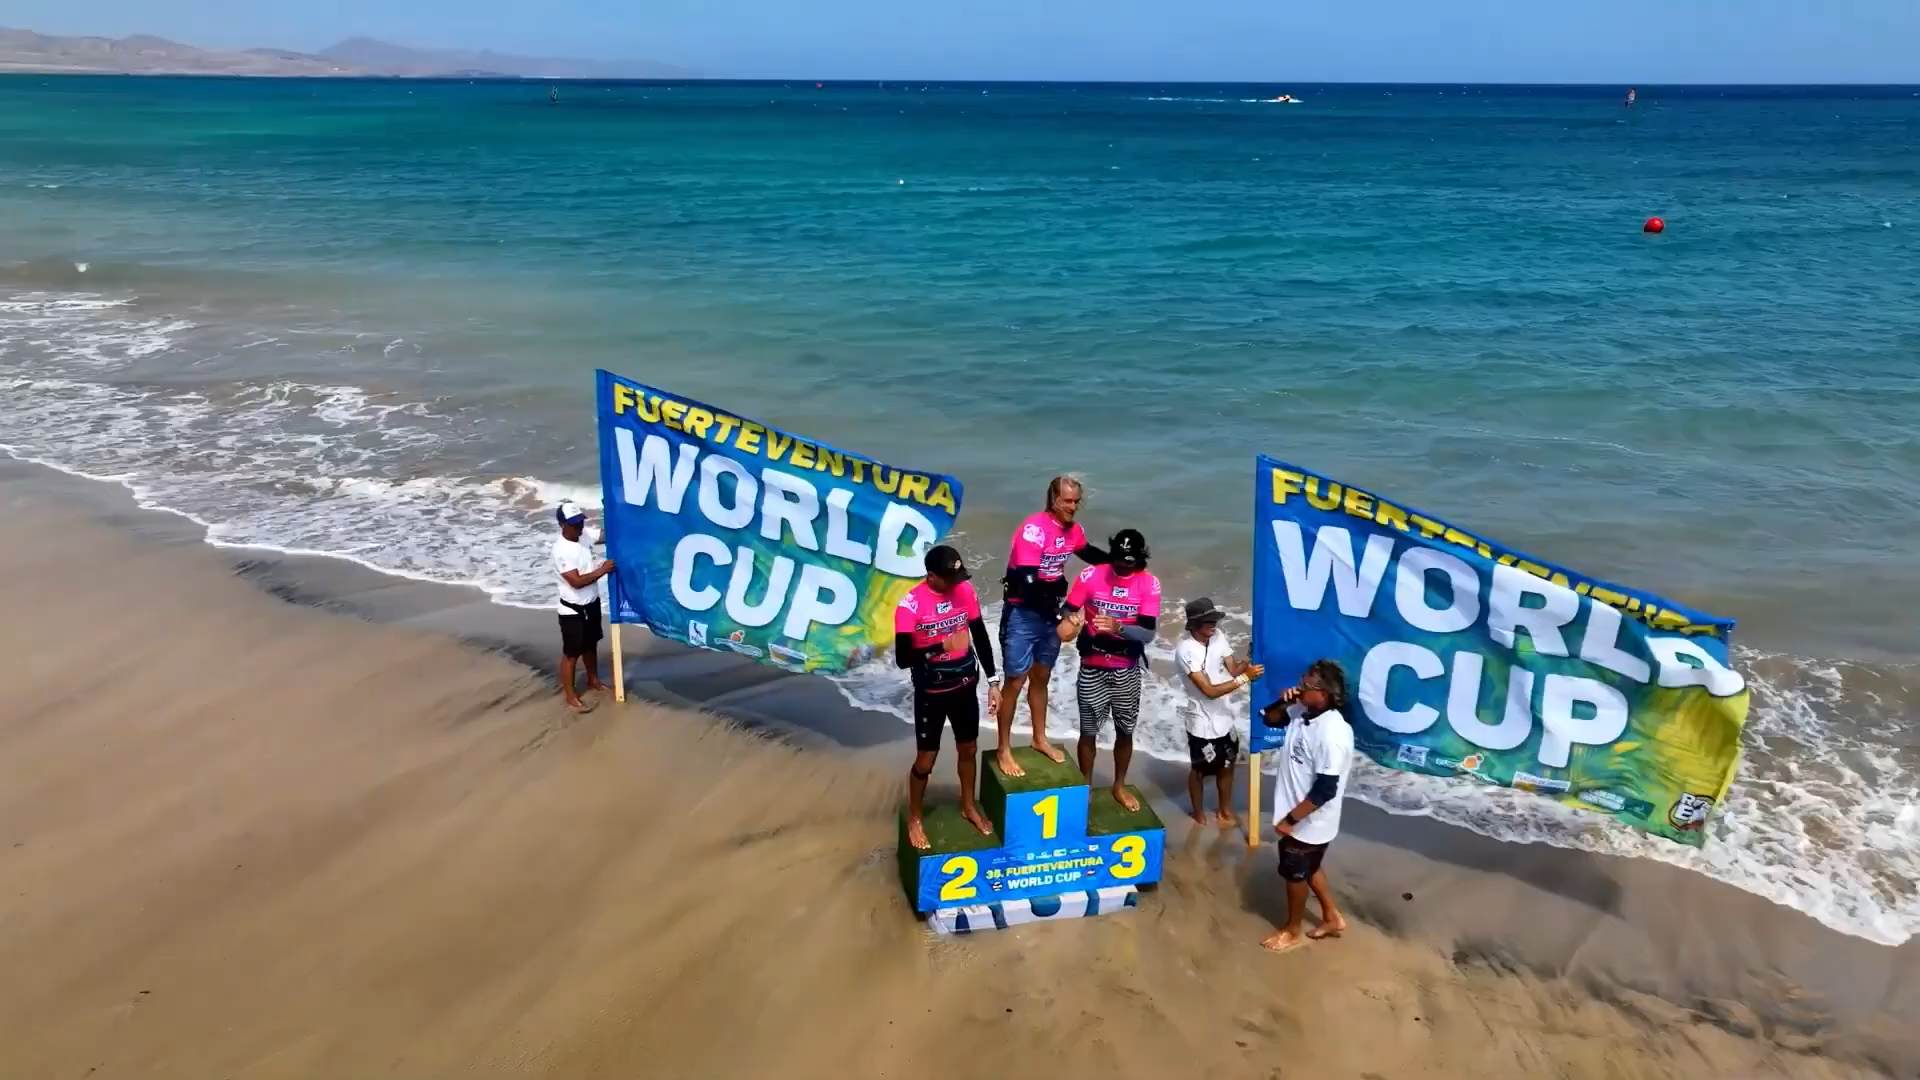 FUERTEVENTURA
WORLD
CUP
FUERTEVENTURA
WORLD
CUP
1
2
3
38. FUERTEVENTURA
WORLD CUP